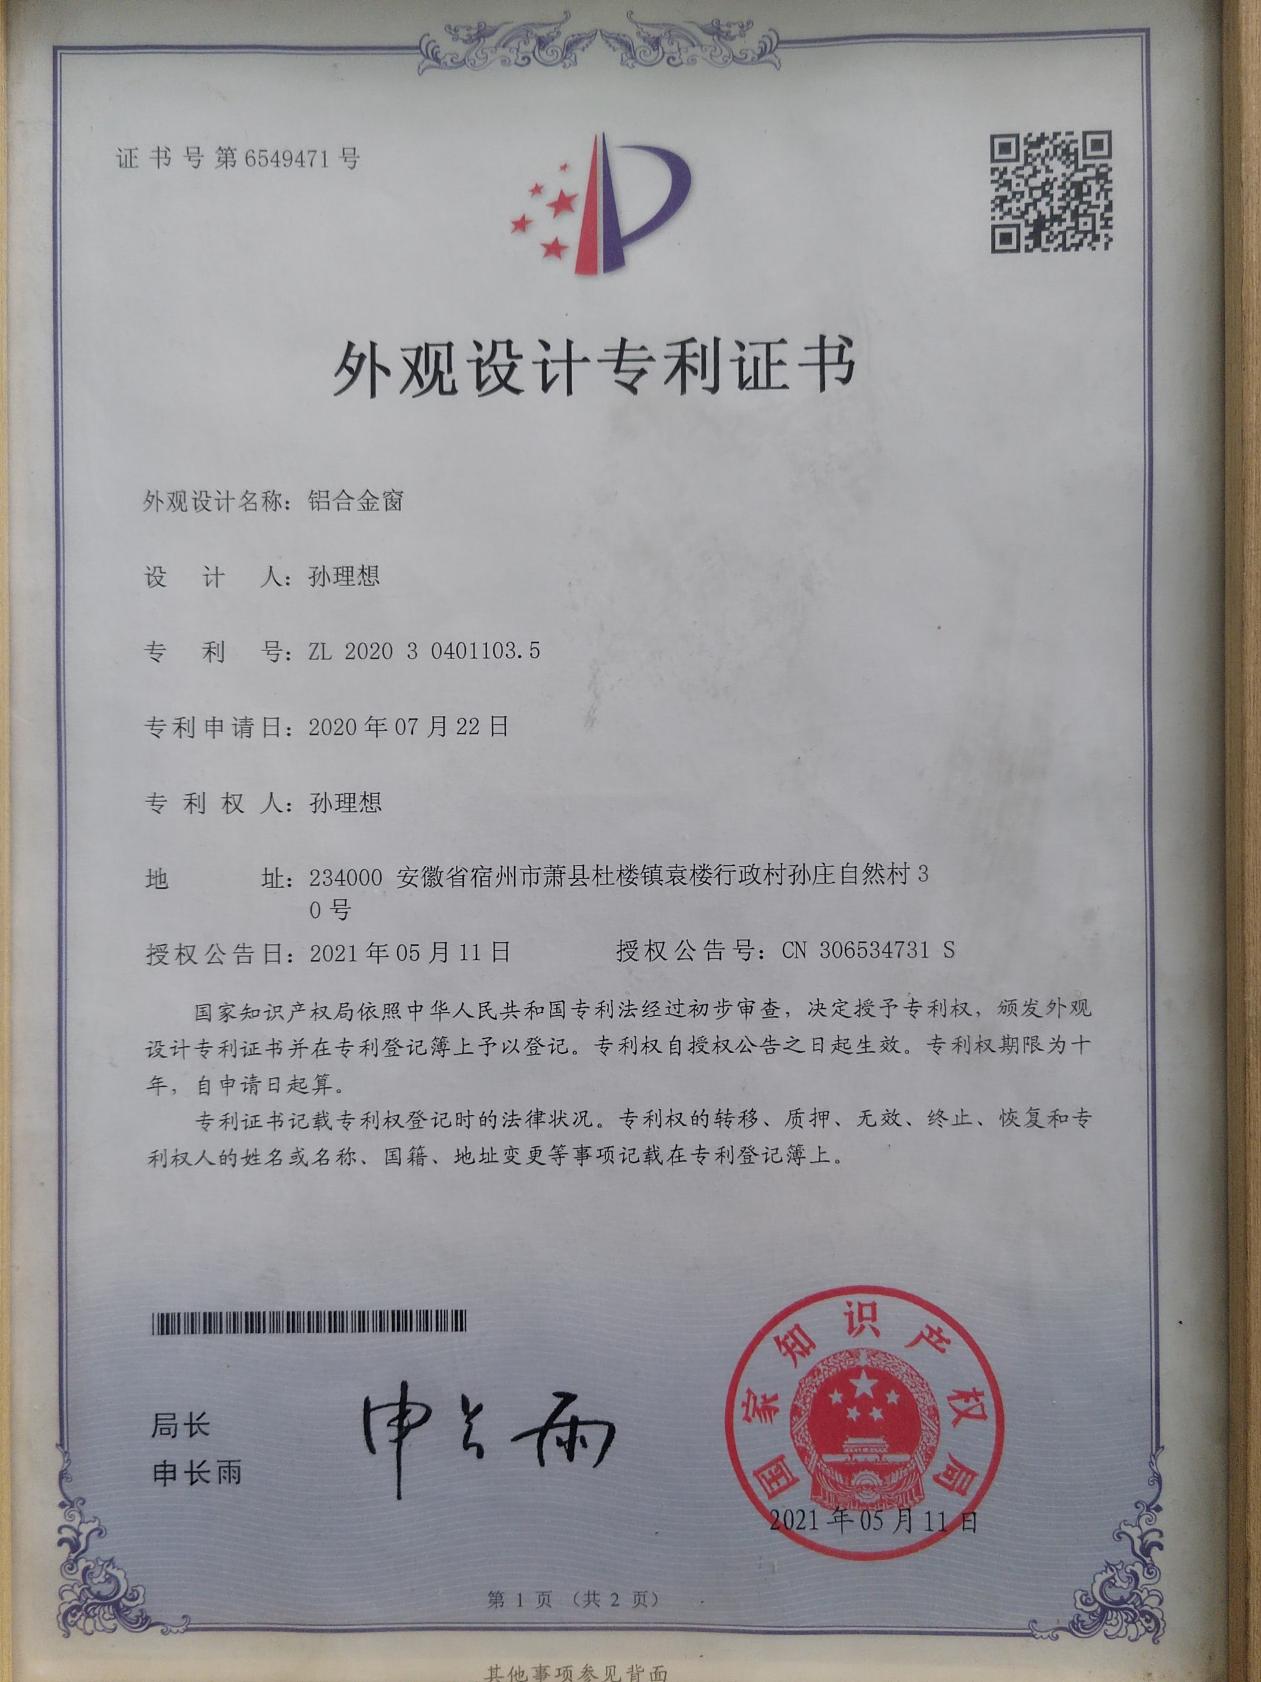 证书号第6549471号
外观设计专利证书
外观设计名称：铝合金窗
设计人：孙理想
专利号：ZL 2020 3 0401103.5
专利申请日：2020年07月22日
专利权人：孙理想
地址：234000 安徽省宿州市萧县杜楼镇袁楼行政村孙庄自然村3
0号
授权公告日：2021年05月11日 授权公告号：CN 306534731 S
国家知识产权局依照中华人民共和国专利法经过初步审查，决定授予专利权，颁发外观
设计专利证书并在专利登记簿上予以登记。专利权自授权公告之日起生效。专利权期限为十
年，自申请日起算。
专利证书记载专利权登记时的法律状况。专利权的转移、质押、无效、终止、恢复和专
利权人的姓名或名称、国籍、地址变更等事项记载在专利登记簿上。
局长
申长雨
申长雨
国家知识产权局
2021年05月11日
第 1 页 （共 2 页）
其他事项参见背面